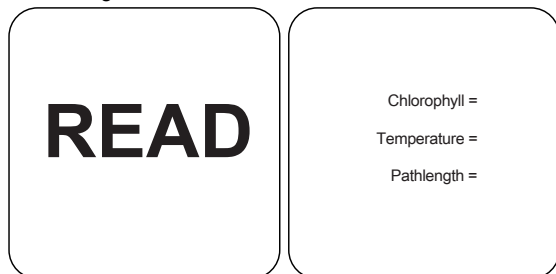 READ
Chlorophyll =
Temperature =
Pathlength =